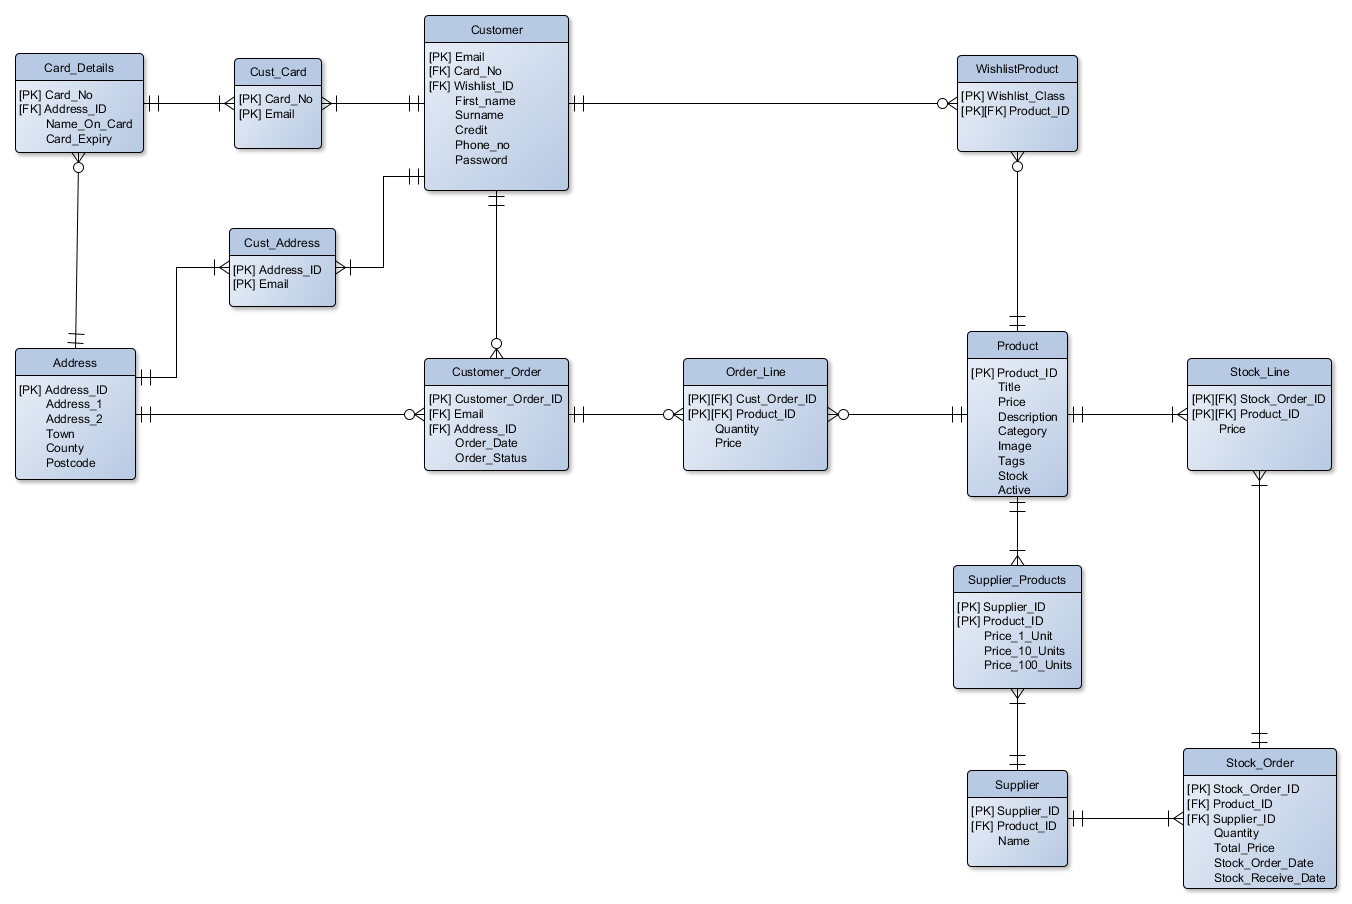 Customer
[PK] Email
[FK] Card_No
[FK] Wishlist_ID
First_name
Surname
Credit
Phone_no
Password
Card_Details
[PK] Card_No
[FK] Address_ID
Name_On_Card
Card_Expiry
Cust_Card
[PK] Card_No
[PK] Email
WishlistProduct
[PK] Wishlist_Class
[PK][FK] Product_ID
Cust_Address
[PK] Address_ID
[PK] Email
Address
[PK] Address_ID
Address_1
Address_2
Town
County
Postcode
Customer_Order
[PK] Customer_Order_ID
[FK] Email
[FK] Address_ID
Order_Date
Order_Status
Order_Line
[PK][FK] Cust_Order_ID
[PK][FK] Product_ID
Quantity
Price
Product
[PK] Product_ID
Title
Price
Description
Category
Image
Tags
Stock
Active
Stock_Line
[PK][FK] Stock_Order_ID
[PK][FK] Product_ID
Price
Supplier_Products
[PK] Supplier_ID
[PK] Product_ID
Price_1_Unit
Price_10_Units
Price_100_Units
Supplier
[PK] Supplier_ID
[FK] Product_ID
Name
Stock_Order
[PK] Stock_Order_ID
[FK] Product_ID
[FK] Supplier_ID
Quantity
Total_Price
Stock_Order_Date
Stock_Receive_Date